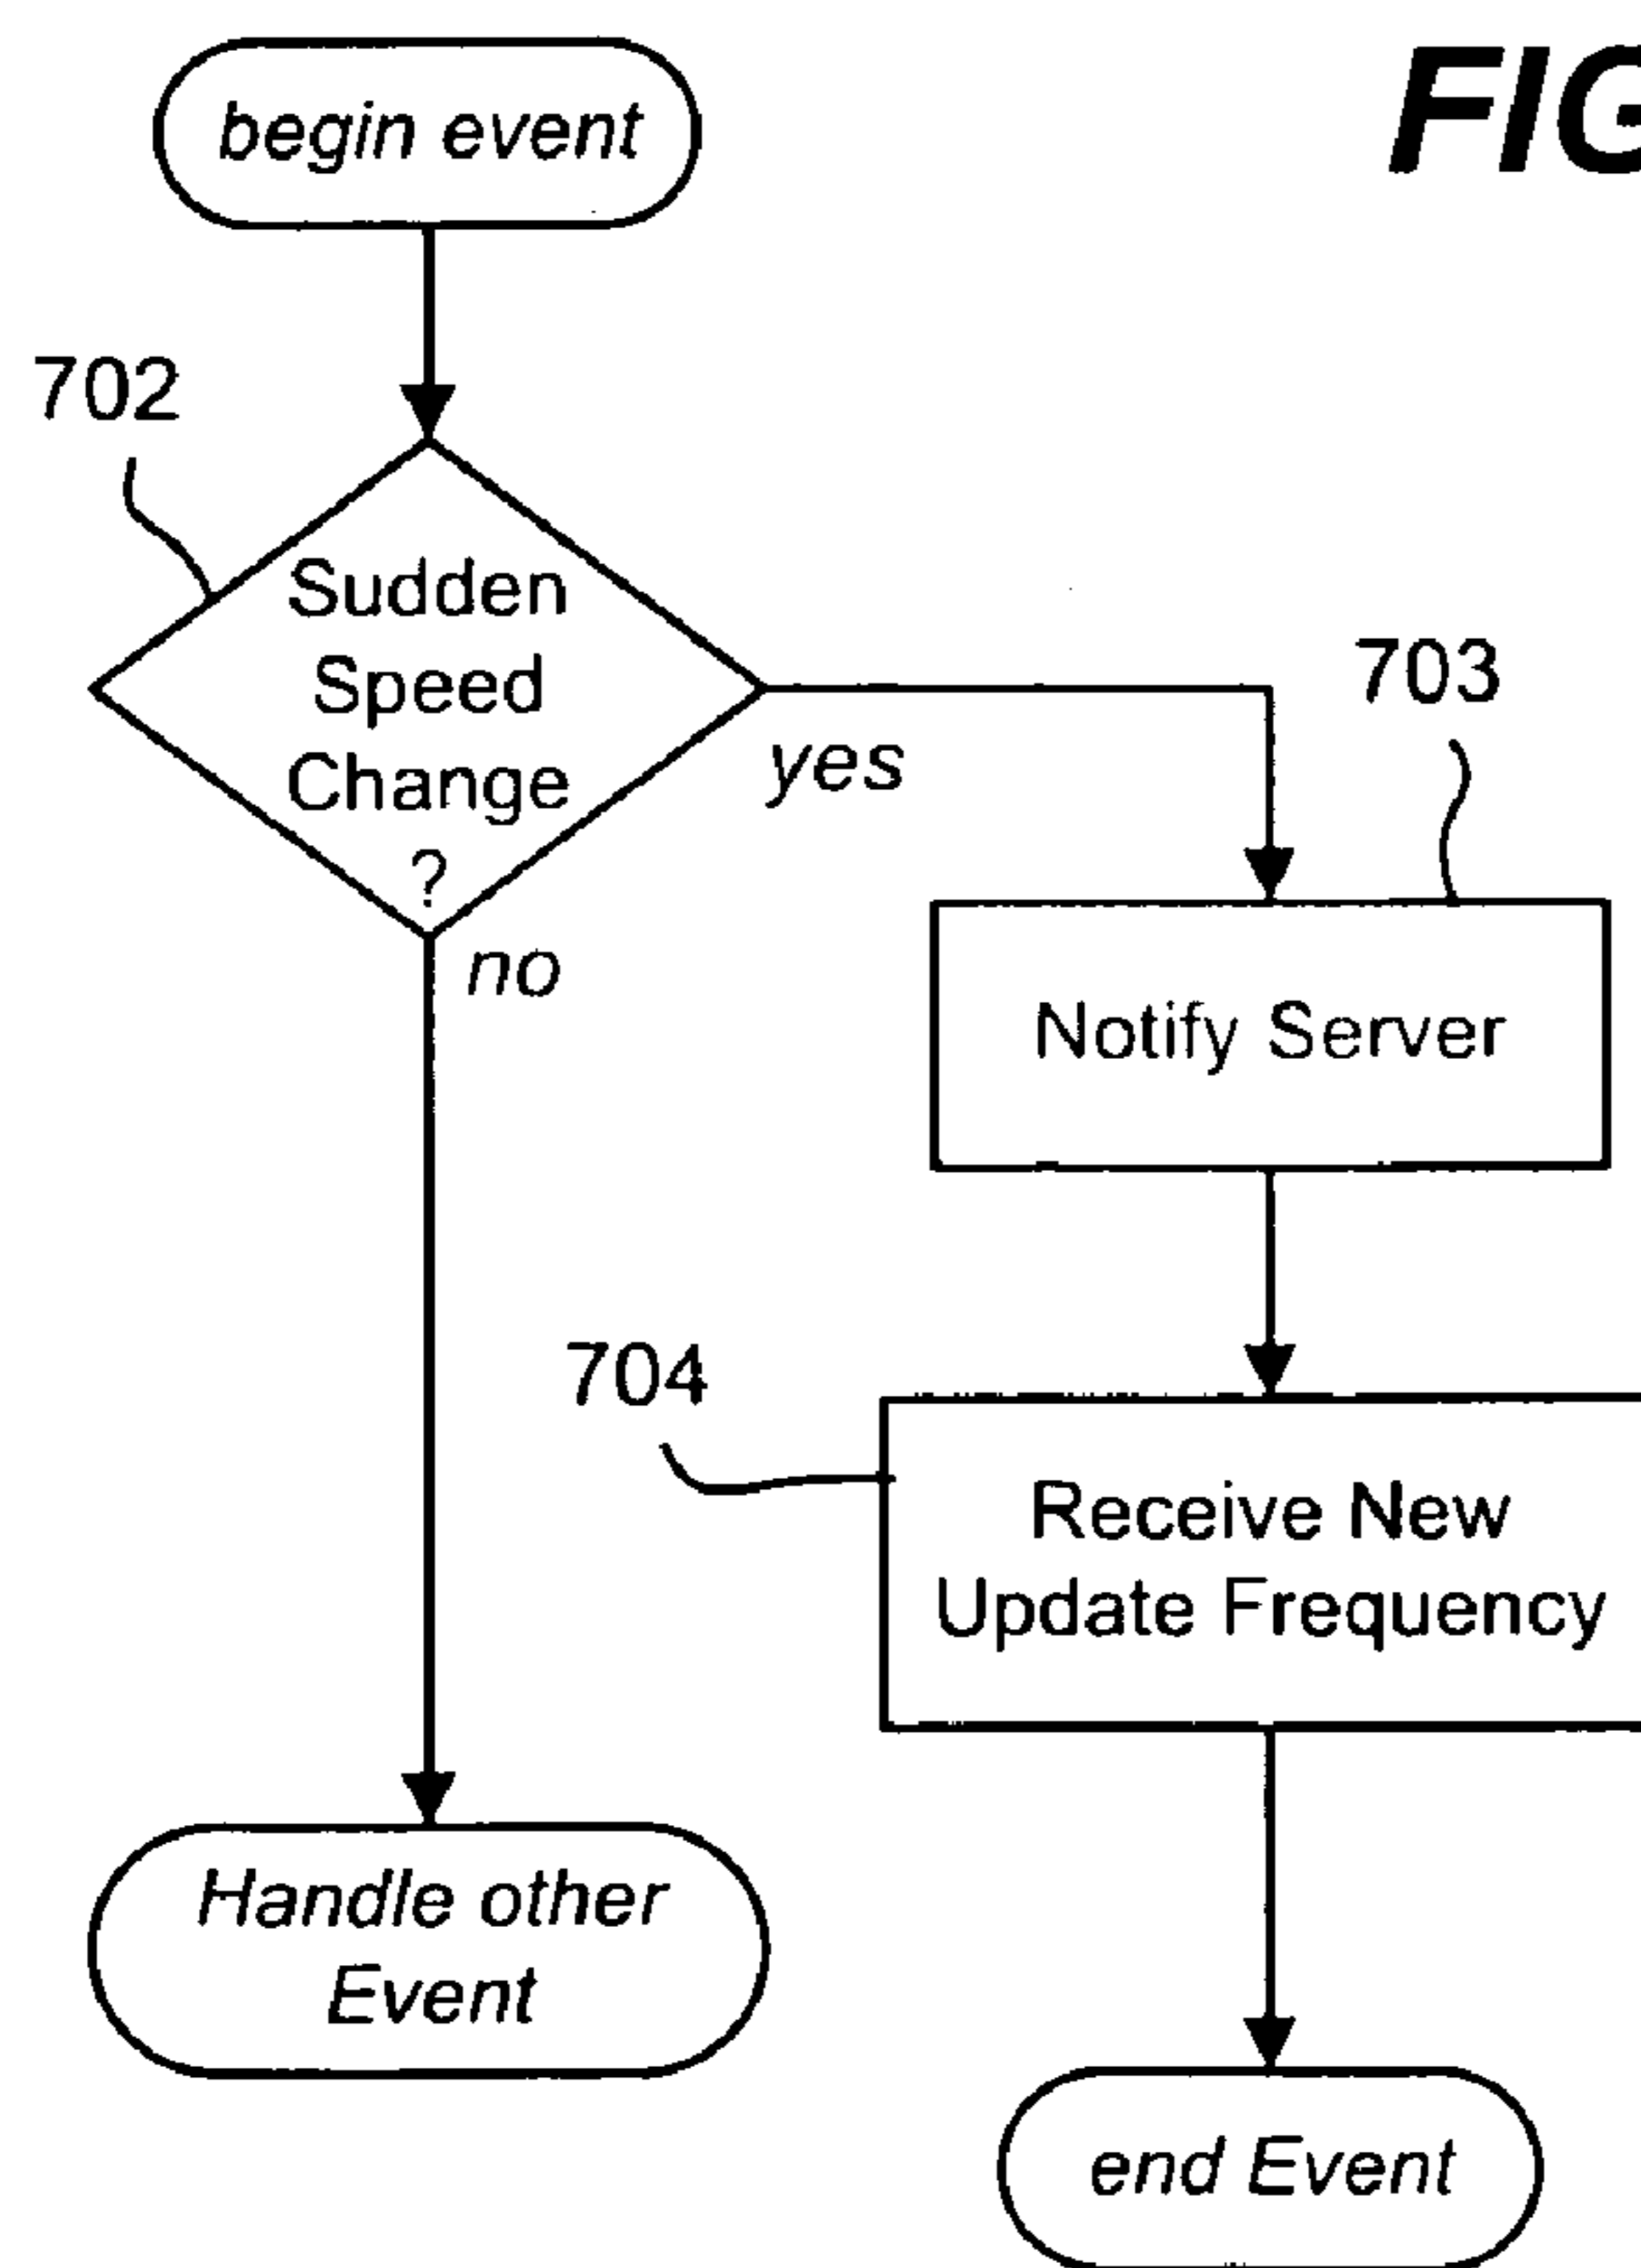 begin event
FIG
702
Sudden
Speed
Change
?
yes
no
703
Notify Server
704
Receive New
Update Frequency
Handle other
Event
end Event